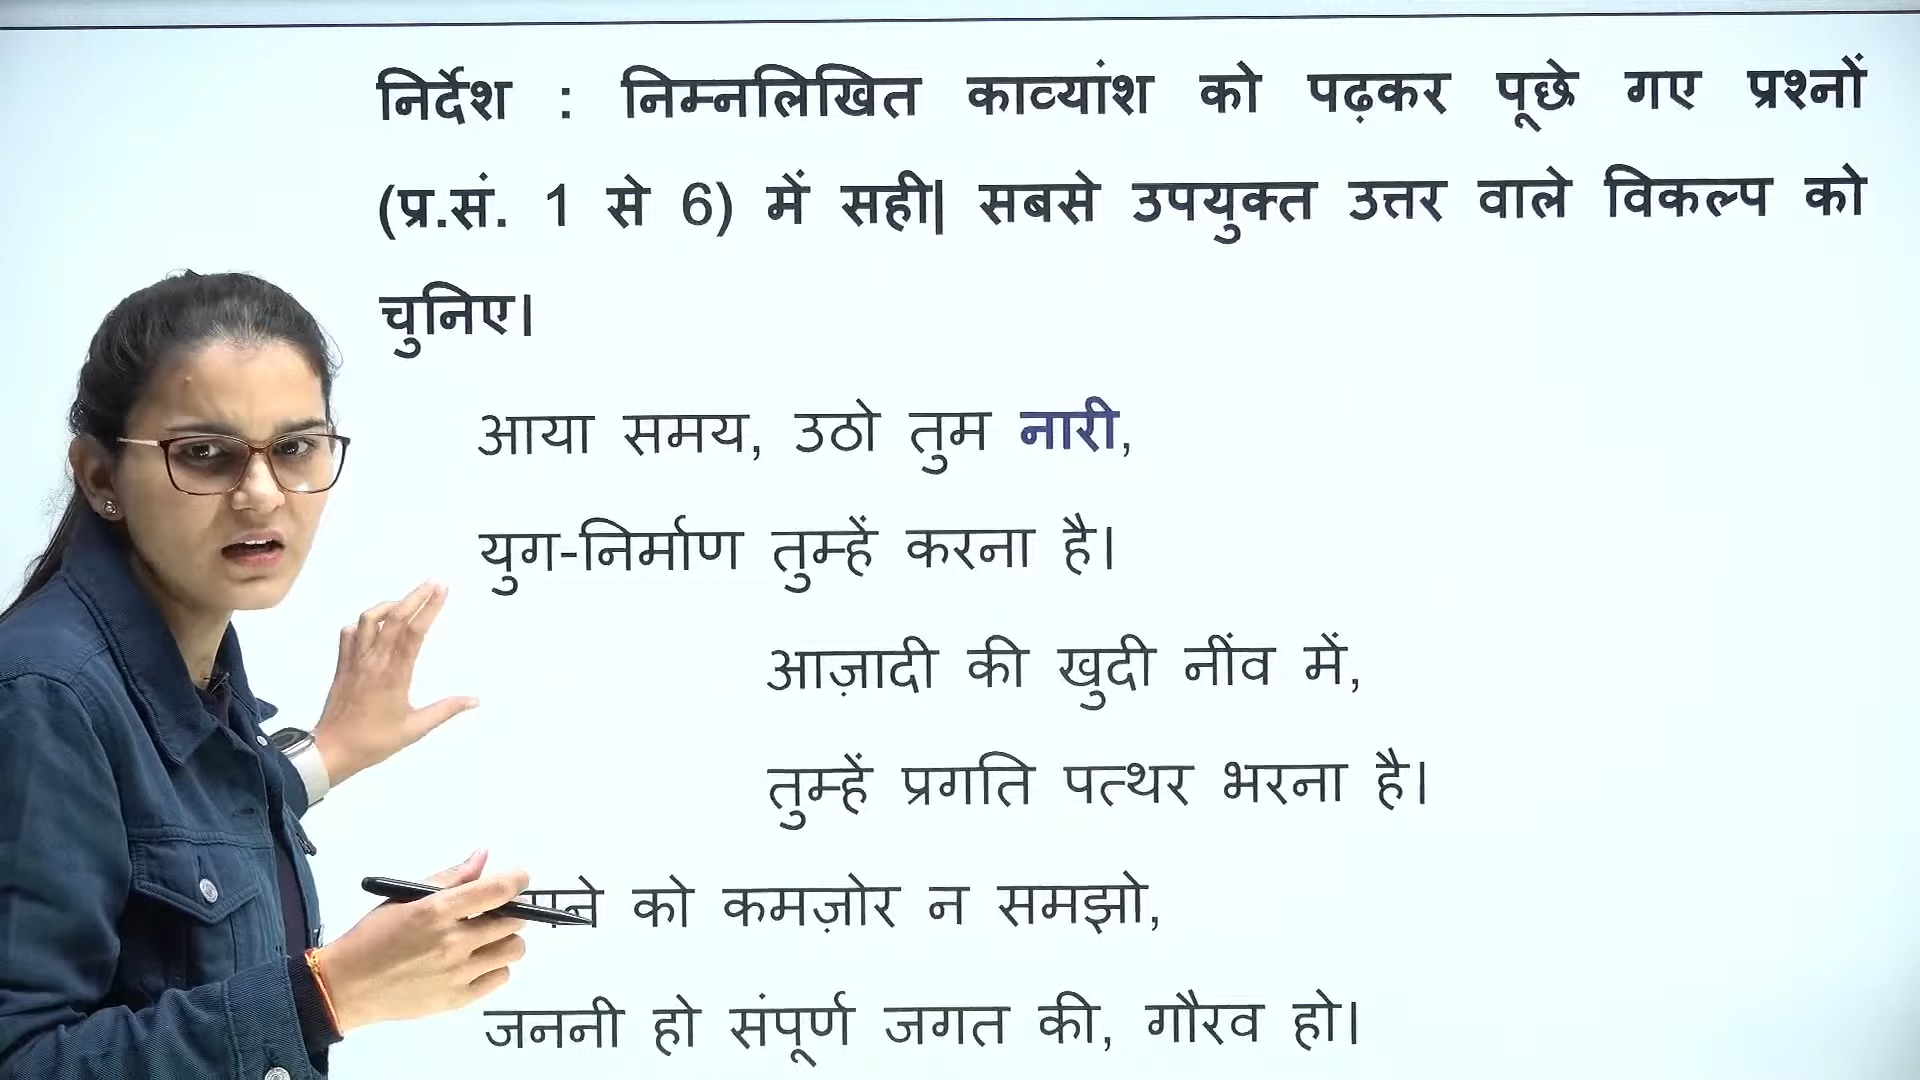 निर्देश : निम्नलिखित काव्यांश को पढ़कर पूछे गए प्रश्नों
(प्र.सं. 1 से 6) में सही| सबसे उपयुक्त उत्तर वाले विकल्प को
चुनिए।
आया समय, उठो तुम नारी,
युग-निर्माण तुम्हें करना है।
आज़ादी की खुदी नींव में,
तुम्हें प्रगति पत्थर भरना है।
को कमज़ोर न समझो,
जननी हो संपूर्ण जगत की, गौरव हो।